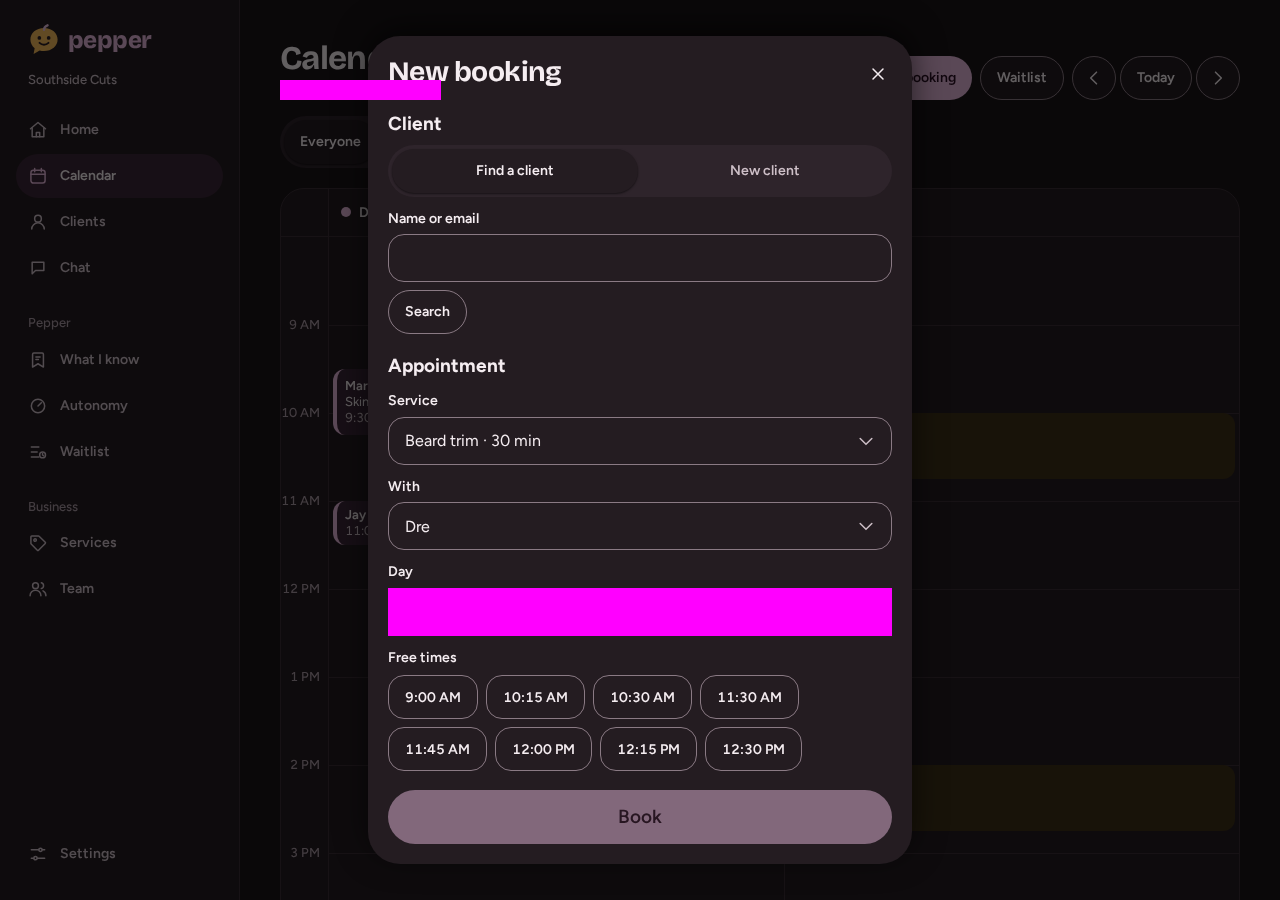 pepper
Southside Cuts
Home
Calendar
Clients
Chat
Pepper
What I know
Autonomy
Waitlist
Business
Services
Team
Settings
New booking
Waitlist
Today
Everyone
9 AM
10 AM
11 AM
12 PM
1 PM
2 PM
3 PM
Skin
9:30
Jay
Client
Find a client
New client
Name or email
Search
Appointment
Service
Beard trim · 30 min
With
Dre
Day
Free times
9:00 AM 10:15 AM 10:30 AM 11:30 AM
11:45 AM 12:00 PM 12:15 PM 12:30 PM
Book